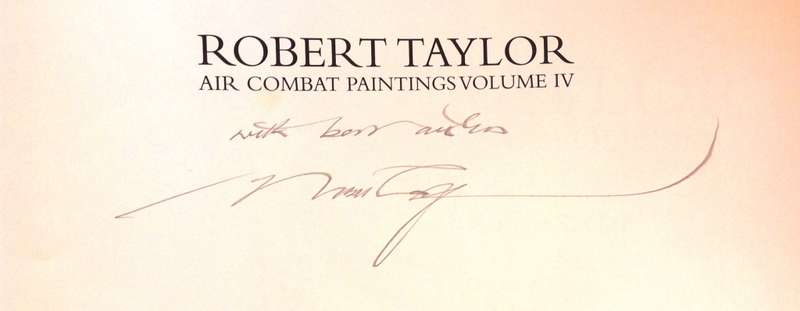 ROBERT TAYLOR
AIR COMBAT PAINTINGS VOLUME IV
with best wishes